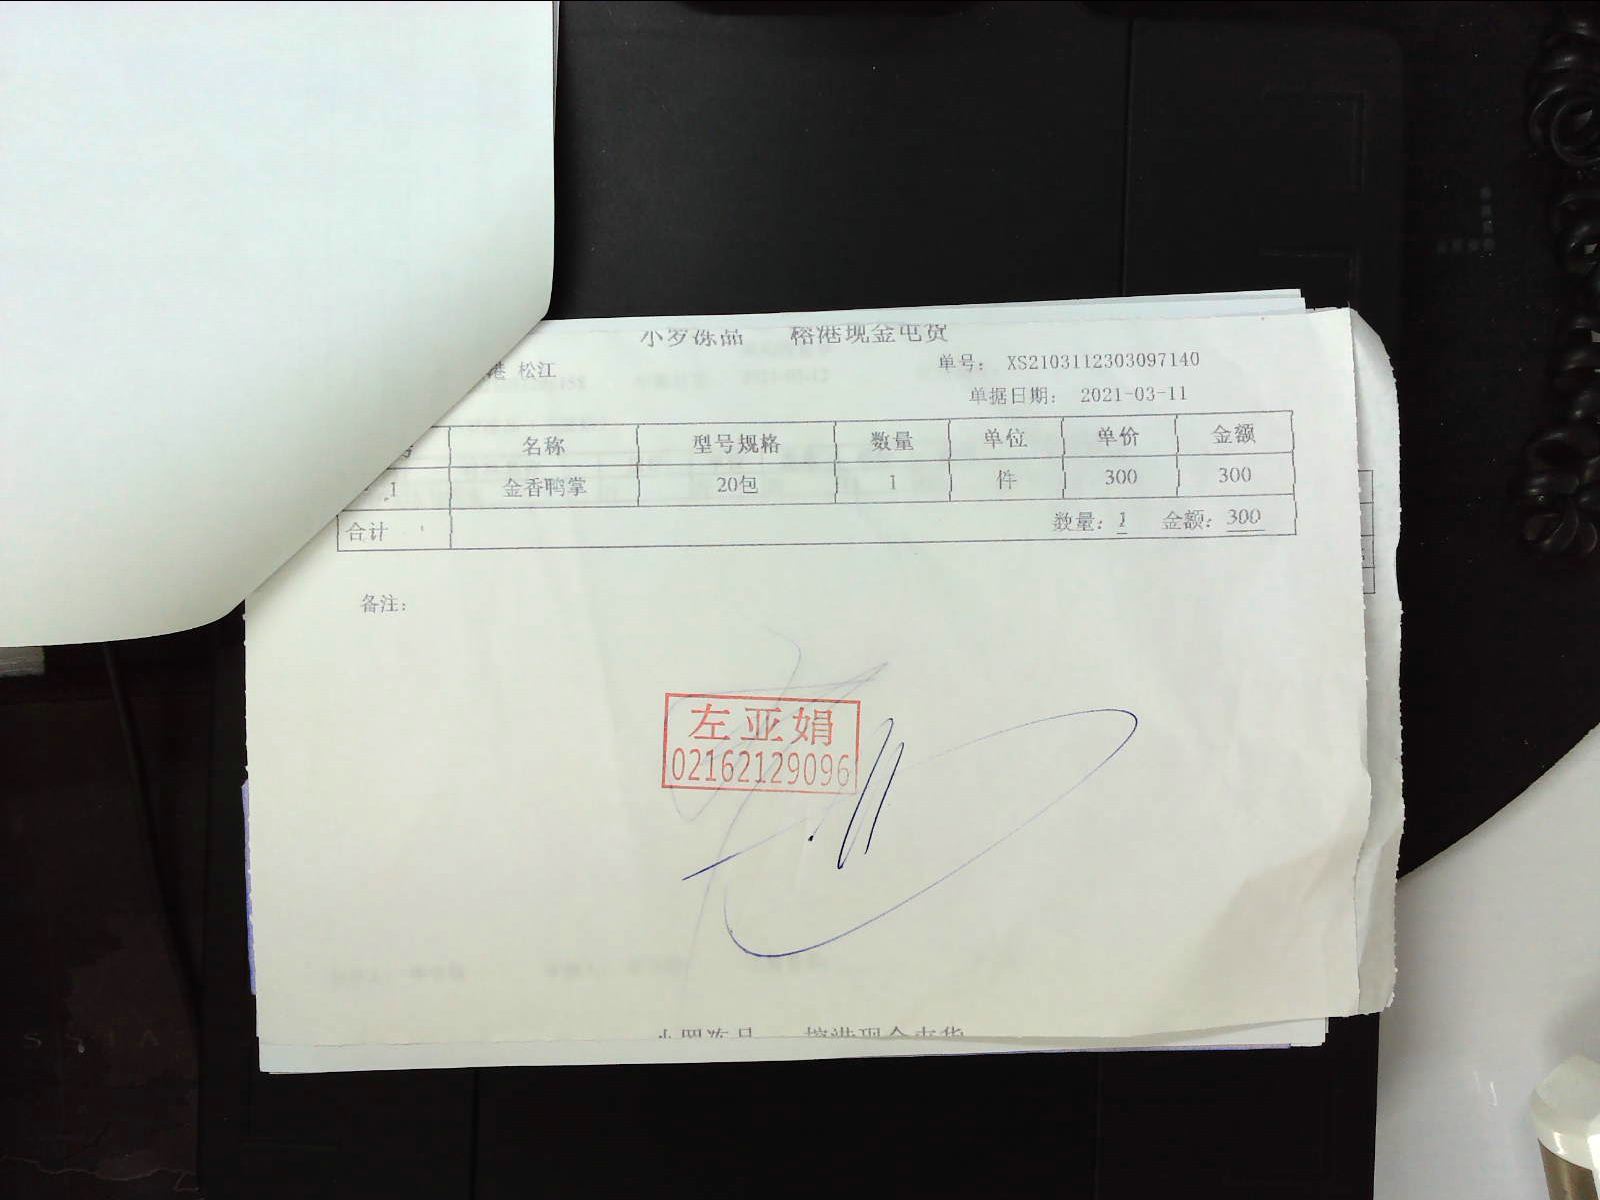 小罗冻品 榕港现金屯货
港 松江
单号： XS2103112303097140
单据日期： 2021-03-11
名称 型号规格 数量 单位 单价 金额
1 金香鸭掌 20包 1 件 300 300
合计 数量：1 金额：300
备注：
左亚娟
02162129096